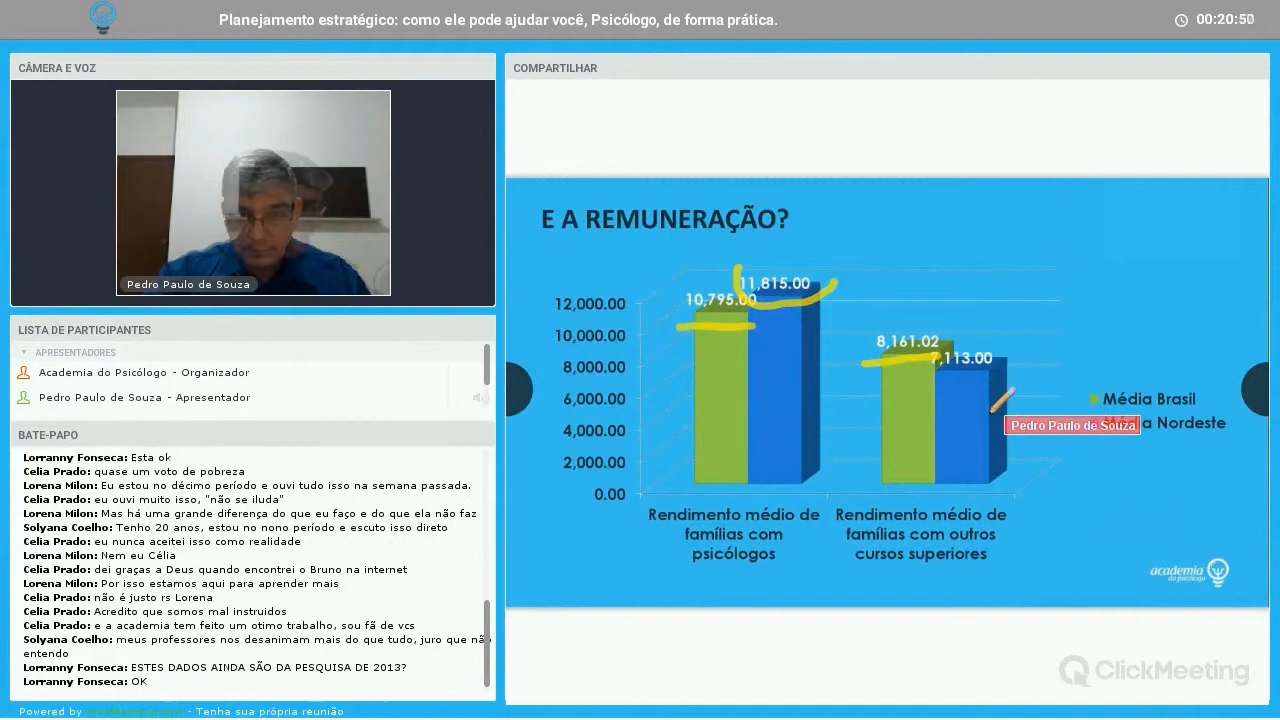 Planejamento estratégico: como ele pode ajudar você, Psicólogo, de forma prática.
00:20:50
CÂMERA E VOZ
Pedro Paulo de Souza
LISTA DE PARTICIPANTES
APRESENTADORES
Academia do Psicólogo - Organizador
Pedro Paulo de Souza - Apresentador
BATE-PAPO
Lorranny Fonseca: Esta ok
Celia Prado: quase um voto de pobreza
Lorena Milon: Eu estou no décimo período e ouvi tudo isso na semana passada.
Celia Prado: eu ouvi muito isso, "não se iluda"
Lorena Milon: Mas há uma grande diferença do que eu faço e do que ela não faz
Solyana Coelho: Tenho 20 anos, estou no nono período e escuto isso direto
Celia Prado: eu nunca aceitei isso como realidade
Lorena Milon: Nem eu Célia
Celia Prado: dei graças a Deus quando encontrei o Bruno na internet
Lorena Milon: Por isso estamos aqui para aprender mais
Celia Prado: não é justo rs Lorena
Celia Prado: Acredito que somos mal instruidos
Celia Prado: e a academia tem feito um otimo trabalho, sou fã de vcs
Solyana Coelho: meus professores nos desanimam mais do que tudo, juro que não
entendo
Lorranny Fonseca: ESTES DADOS AINDA SÃO DA PESQUISA DE 2013?
Lorranny Fonseca: OK
Powered by ClickMeeting.com - Tenha sua própria reunião
COMPARTILHAR
E A REMUNERAÇÃO?
12,000.00
10,000.00
8,000.00
6,000.00
4,000.00
2,000.00
0.00
10,795.00
11,815.00
8,161.02
7,113.00
Rendimento médio de
famílias com
psicólogos
Rendimento médio de
famílias com outros
cursos superiores
Média Brasil
Média Nordeste
Pedro Paulo de Souza
academia
do psicólogo
ClickMeeting